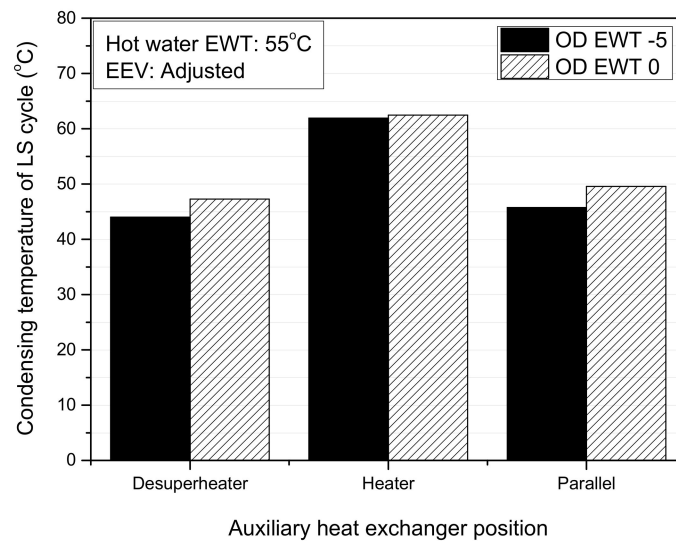 Hot water EWT: 55°C
EEV: Adjusted
OD EWT -5
OD EWT 0
Condensing temperature of LS cycle (°C)
80
70
60
50
40
30
20
10
0
Desuperheater
Heater
Parallel
Auxiliary heat exchanger position